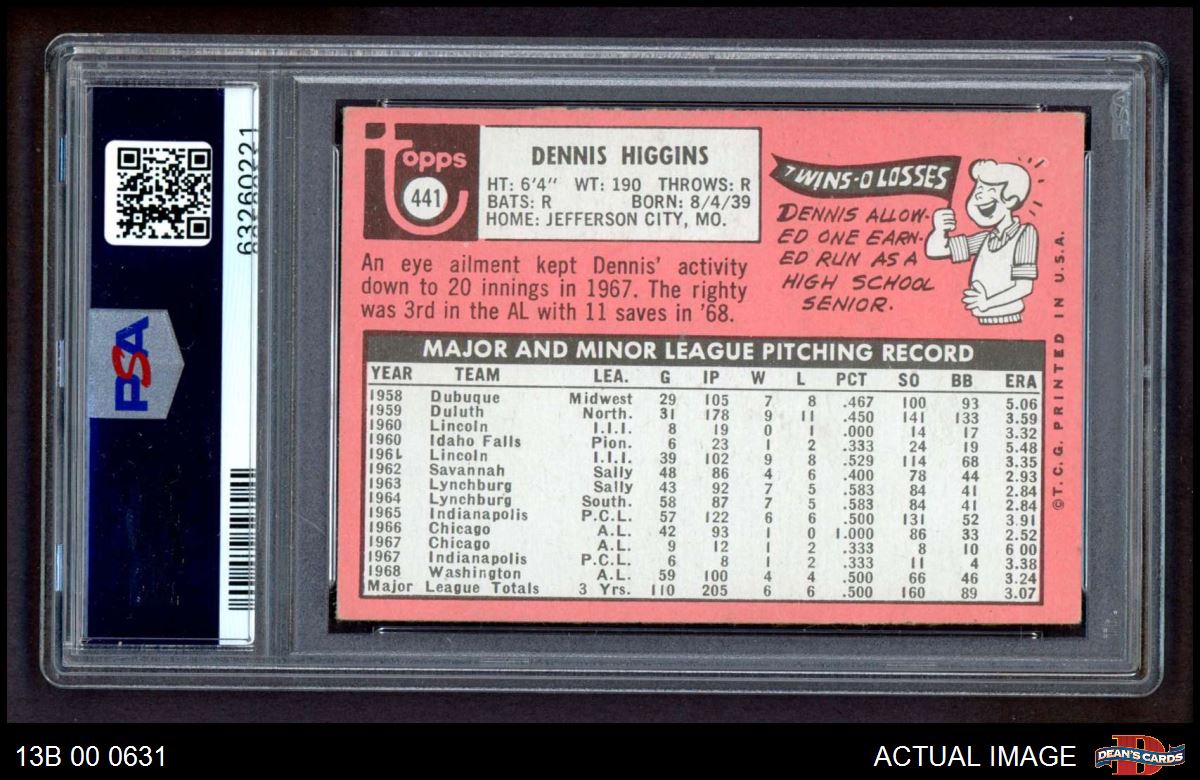 63260221
PSA
PSA
topps
441
DENNIS HIGGINS
HT: 6'4" WT: 190 THROWS: R
BATS: R BORN: 8/4/39
HOME: JEFFERSON CITY, MO.
An eye ailment kept Dennis' activity
down to 20 innings in 1967. The righty
was 3rd in the AL with 11 saves in '68.
7 WINS-0 LOSSES
DENNIS ALLOW-
ED ONE EARN-
ED RUN AS A
HIGH SCHOOL
SENIOR.
MAJOR AND MINOR LEAGUE PITCHING RECORD
YEAR TEAM LEA. G IP W L PCT SO BB ERA
1958 Dubuque Midwest 29 105 7 8 .467 100 93 5.06
1959 Duluth North. 31 178 9 11 .450 141 133 3.59
1960 Lincoln I.I.I. 8 19 0 1 .000 14 17 3.32
1960 Idaho Falls Pion. 6 23 1 2 .333 24 19 5.48
1961 Lincoln I.I.I. 39 102 9 8 .529 114 68 3.35
1962 Savannah Sally 48 86 4 6 .400 78 44 2.93
1963 Lynchburg Sally 43 92 7 5 .583 84 41 2.84
1964 Lynchburg South. 58 87 7 5 .583 84 41 2.84
1965 Indianapolis P.C.L. 57 122 6 6 .500 131 52 3.91
1966 Chicago A.L. 42 93 1 0 1.000 86 33 2.52
1967 Chicago A.L. 9 12 1 2 .333 8 10 6 00
1967 Indianapolis P.C.L. 6 8 1 2 .333 11 4 3.38
1968 Washington A.L. 59 100 4 4 .500 66 46 3.24
Major League Totals 3 Yrs. 110 205 6 6 .500 160 89 3.07
©T.C.G. PRINTED IN U.S.A.
13B 00 0631
ACTUAL IMAGE
DEAN'S CARDS